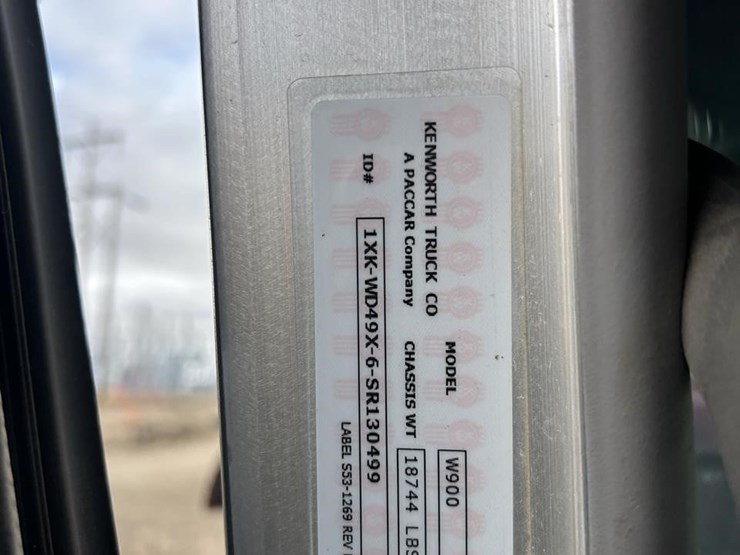 KENWORTH TRUCK CO MODEL W900
A PACCAR Company CHASSIS WT 18744 LBS
ID# 1XK-WD49X-6-SR130499
LABEL S53-1269 REV